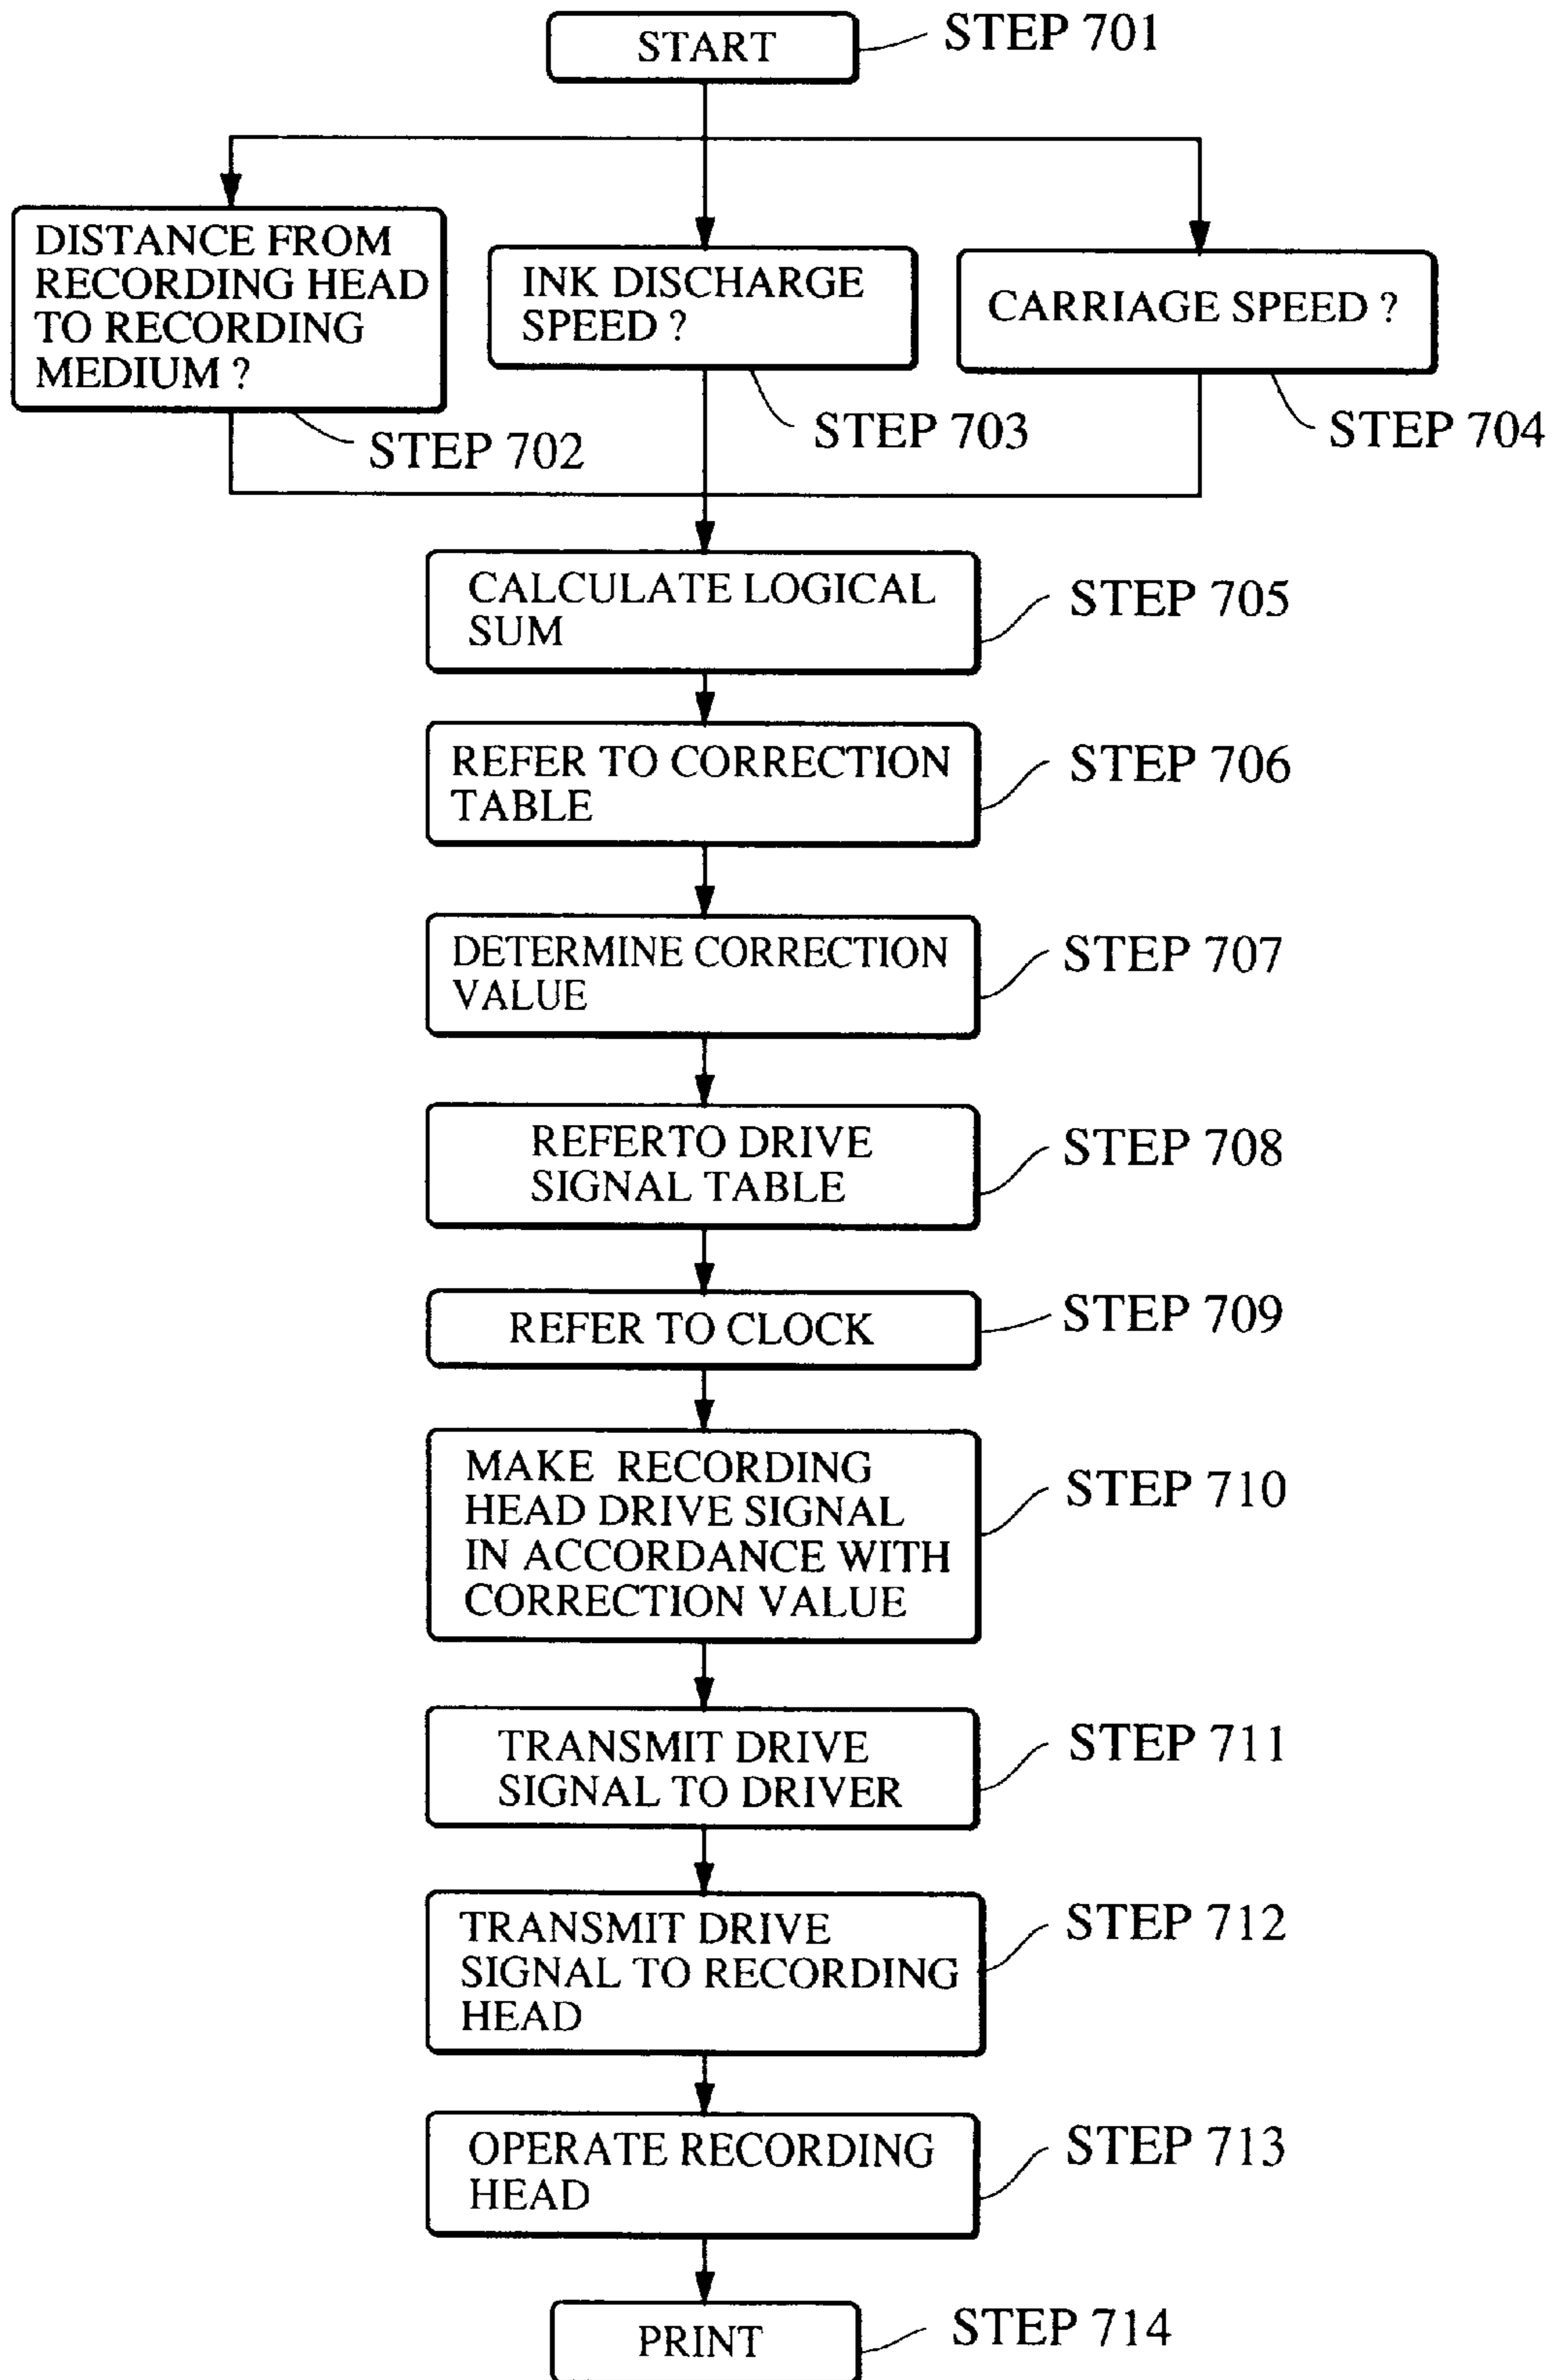 START
STEP 701
DISTANCE FROM
RECORDING HEAD
TO RECORDING
MEDIUM ?
STEP 702
INK DISCHARGE
SPEED ?
STEP 703
CARRIAGE SPEED ?
STEP 704
CALCULATE LOGICAL
SUM
STEP 705
REFER TO CORRECTION
TABLE
STEP 706
DETERMINE CORRECTION
VALUE
STEP 707
REFERTO DRIVE
SIGNAL TABLE
STEP 708
REFER TO CLOCK
STEP 709
MAKE RECORDING
HEAD DRIVE SIGNAL
IN ACCORDANCE WITH
CORRECTION VALUE
STEP 710
TRANSMIT DRIVE
SIGNAL TO DRIVER
STEP 711
TRANSMIT DRIVE
SIGNAL TO RECORDING
HEAD
STEP 712
OPERATE RECORDING
HEAD
STEP 713
PRINT
STEP 714